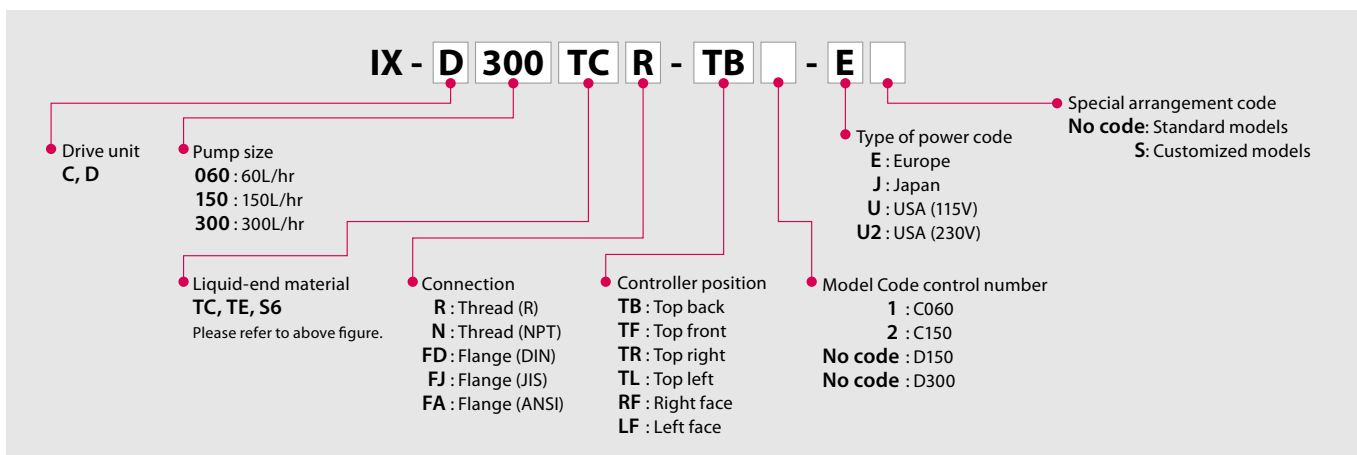 IX - D 300 TC R - TB - E
Special arrangement code
No code: Standard models
S: Customized models
Drive unit
C, D
Pump size
060 : 60L/hr
150 : 150L/hr
300 : 300L/hr
Type of power code
E : Europe
J : Japan
U : USA (115V)
U2 : USA (230V)
Liquid-end material
TC, TE, S6
Please refer to above figure.
Connection
R : Thread (R)
N : Thread (NPT)
FD : Flange (DIN)
FJ : Flange (JIS)
FA : Flange (ANSI)
Controller position
TB : Top back
TF : Top front
TR : Top right
TL : Top left
RF : Right face
LF : Left face
Model Code control number
1 : C060
2 : C150
No code : D150
No code : D300